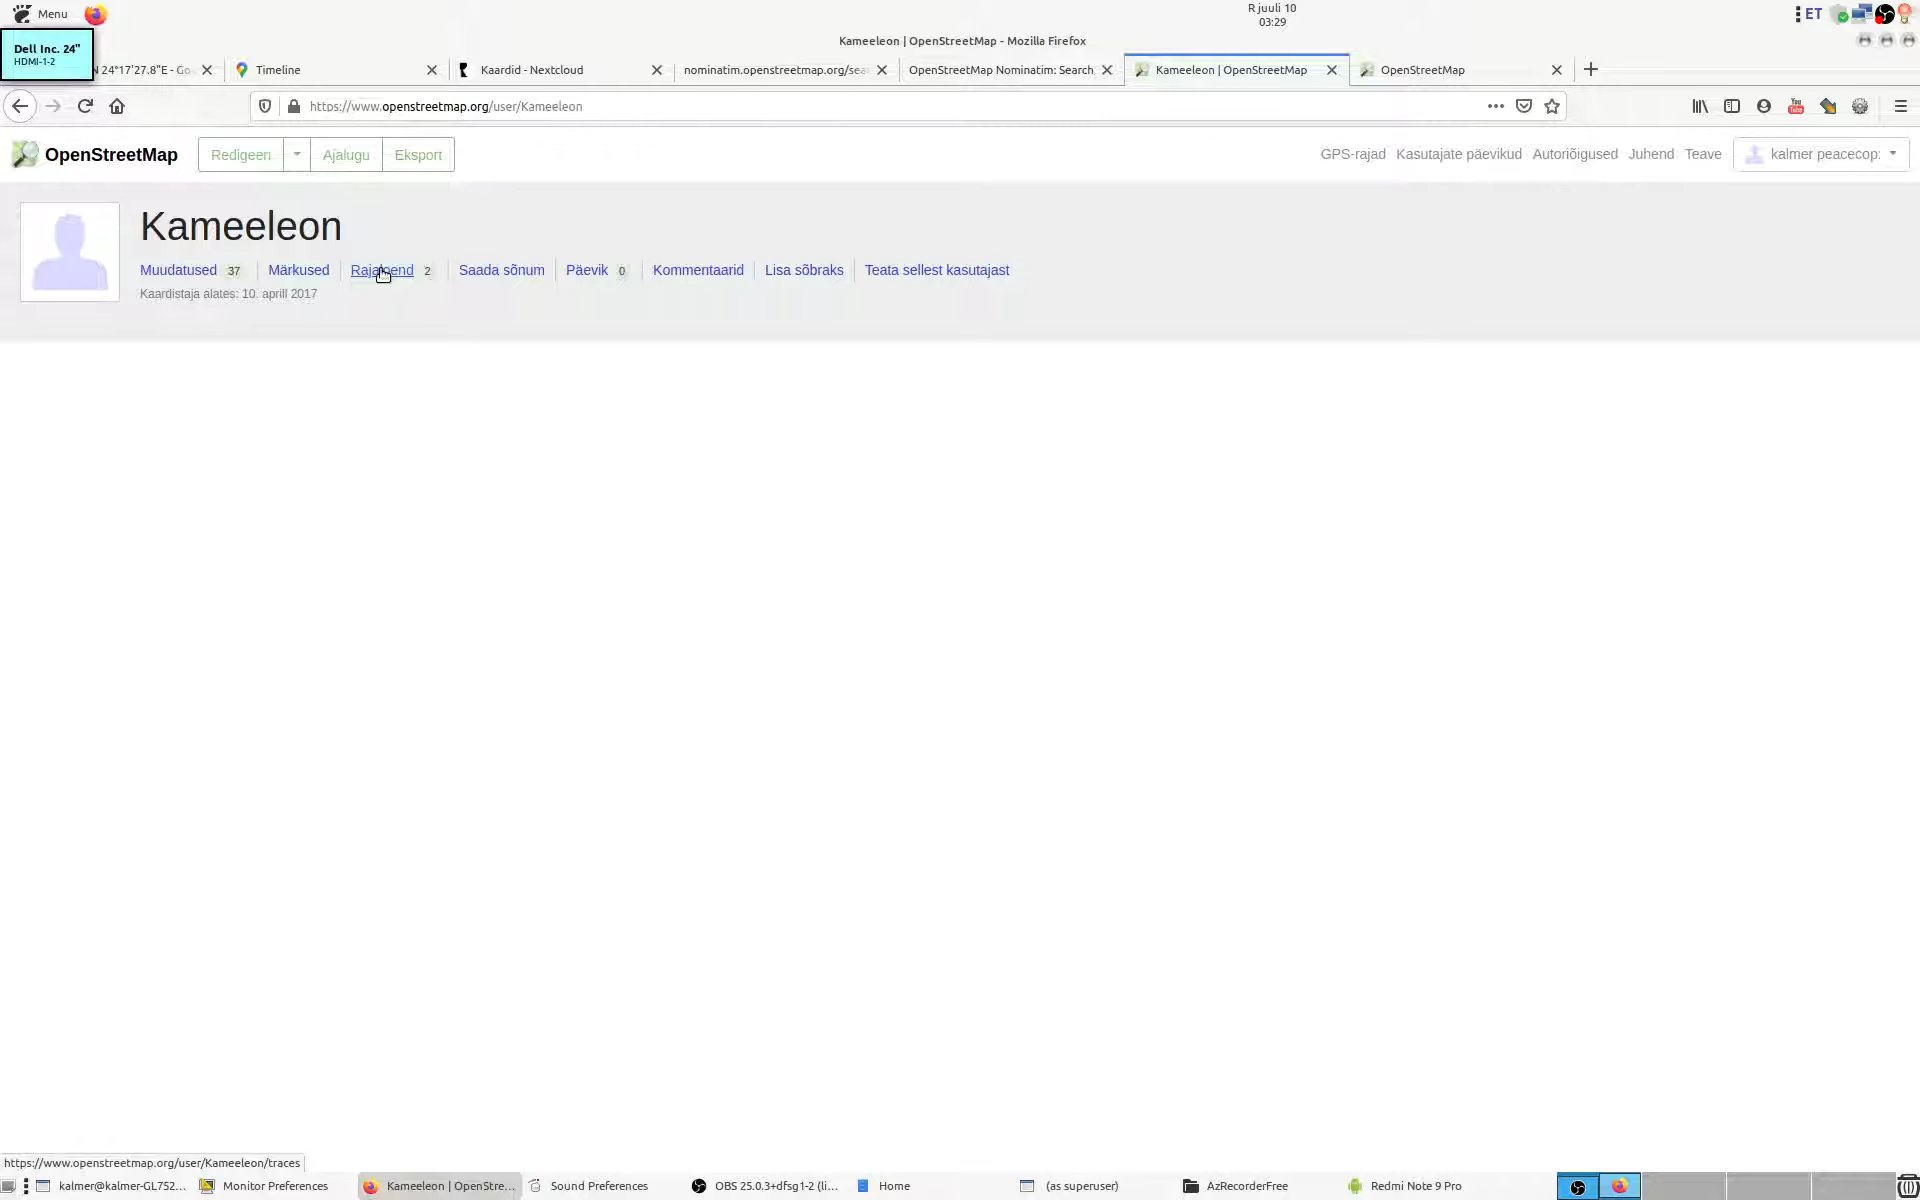 Menu
R juuli 10
03:29
ET
Dell Inc. 24"
HDMI-1-2
Kameeleon | OpenStreetMap - Mozilla Firefox
N 24°17'27.8"E - Go
Timeline
Kaardid - Nextcloud
nominatim.openstreetmap.org/sea
OpenStreetMap Nominatim: Search
Kameeleon | OpenStreetMap
OpenStreetMap
https://www.openstreetmap.org/user/Kameeleon
OpenStreetMap
Redigeeri
Ajalugu
Eksport
GPS-rajad
Kasutajate päevikud
Autoriõigused
Juhend
Teave
kalmer peacecop:
Kameeleon
Muudatused 37
Märkused
2
Saada sõnum
Päevik 0
Kommentaarid
Lisa sõbraks
Teata sellest kasutajast
Kaardistaja alates: 10. aprill 2017
https://www.openstreetmap.org/user/Kameeleon/traces
kalmer@kalmer-GL752...
Monitor Preferences
Kameeleon | OpenStre...
Sound Preferences
OBS 25.0.3+dfsg1-2 (li...
Home
(as superuser)
AzRecorderFree
Redmi Note 9 Pro